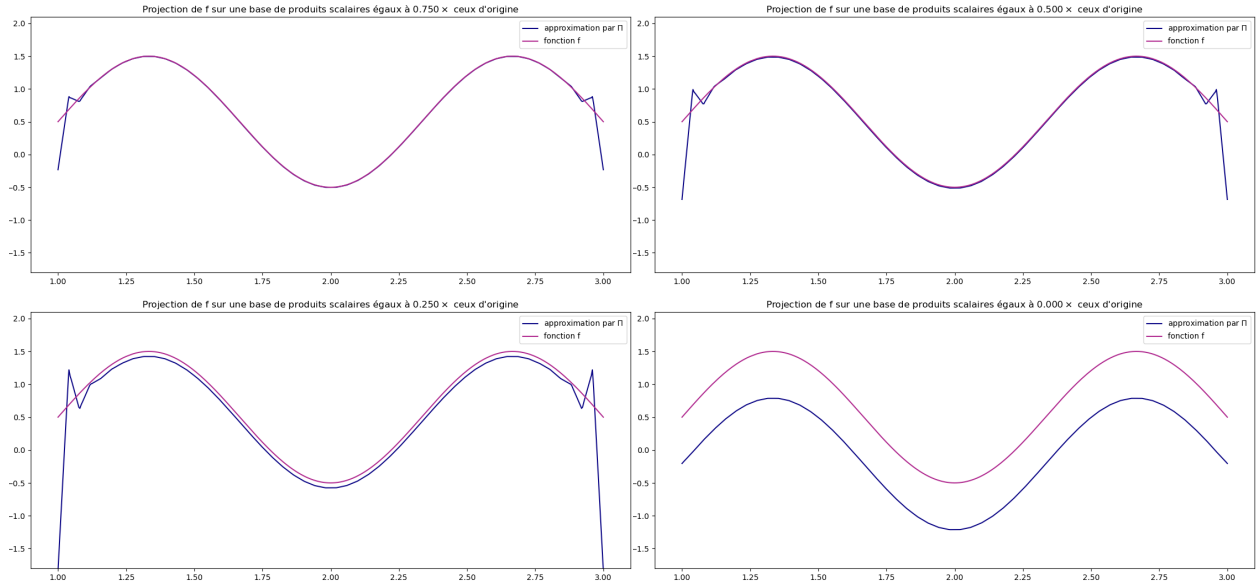 Projection de f sur une base de produits scalaires égaux à 0.750 × ceux d'origine
2.0
1.5
1.0
0.5
0.0
−0.5
−1.0
−1.5
approximation par Π
fonction f
1.00 1.25 1.50 1.75 2.00 2.25 2.50 2.75 3.00
Projection de f sur une base de produits scalaires égaux à 0.500 × ceux d'origine
2.0
1.5
1.0
0.5
0.0
−0.5
−1.0
−1.5
approximation par Π
fonction f
1.00 1.25 1.50 1.75 2.00 2.25 2.50 2.75 3.00
Projection de f sur une base de produits scalaires égaux à 0.250 × ceux d'origine
2.0
1.5
1.0
0.5
0.0
−0.5
−1.0
−1.5
approximation par Π
fonction f
1.00 1.25 1.50 1.75 2.00 2.25 2.50 2.75 3.00
Projection de f sur une base de produits scalaires égaux à 0.000 × ceux d'origine
2.0
1.5
1.0
0.5
0.0
−0.5
−1.0
−1.5
approximation par Π
fonction f
1.00 1.25 1.50 1.75 2.00 2.25 2.50 2.75 3.00